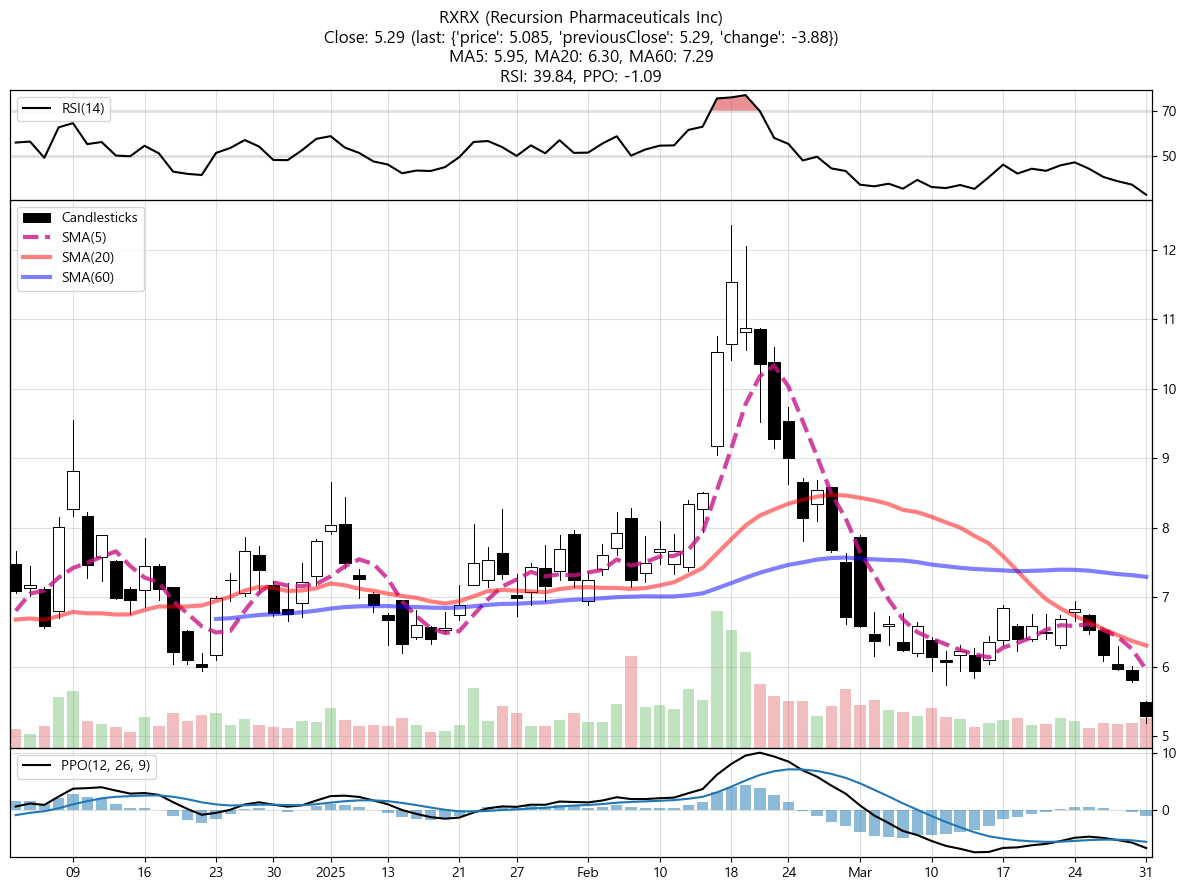 RXRX (Recursion Pharmaceuticals Inc)
Close: 5.29 (last: {'price': 5.085, 'previousClose': 5.29, 'change': -3.88})
MA5: 5.95, MA20: 6.30, MA60: 7.29
RSI: 39.84, PPO: -1.09
RSI(14)
70
50
Candlesticks
SMA(5)
SMA(20)
SMA(60)
12
11
10
9
8
7
6
5
PPO(12, 26, 9)
10
0
09 16 23 30 2025 13 21 27 Feb 10 18 24 Mar 10 17 24 31